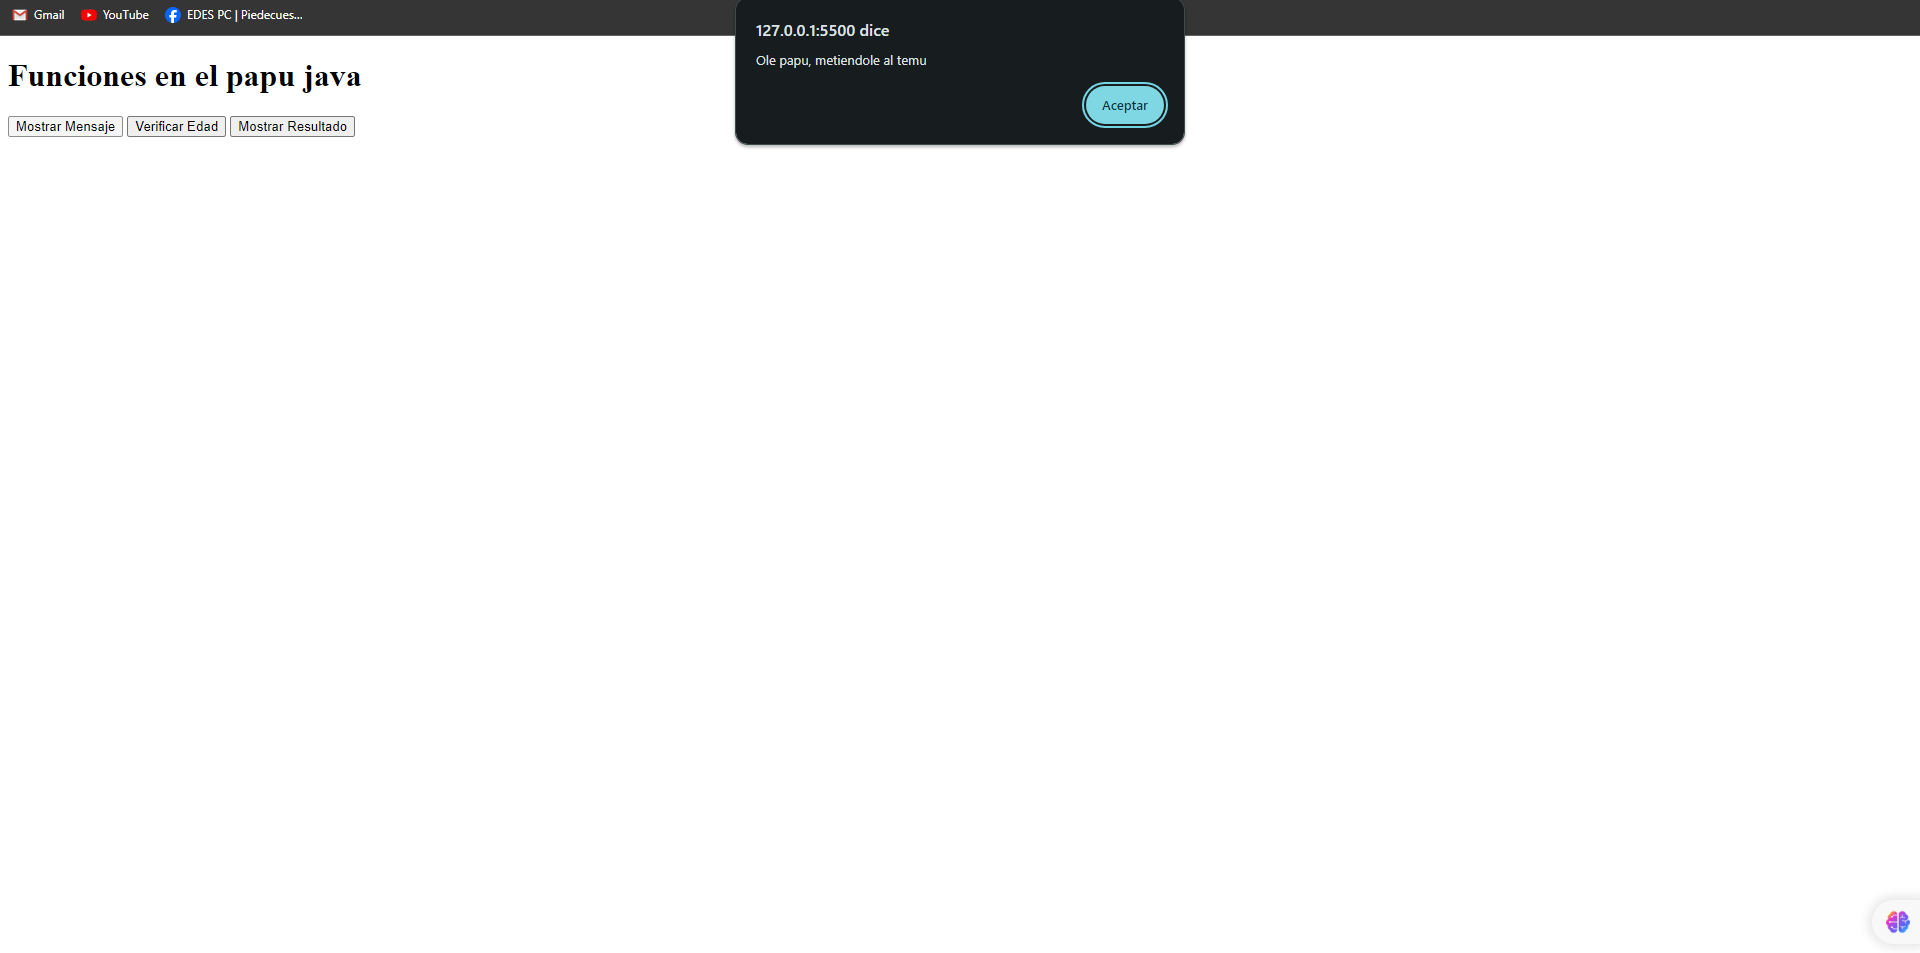 Gmail YouTube EDES PC | Piedecues...
127.0.0.1:5500 dice
Ole papu, metiendole al temu
Aceptar
Funciones en el papu java
Mostrar Mensaje Verificar Edad Mostrar Resultado